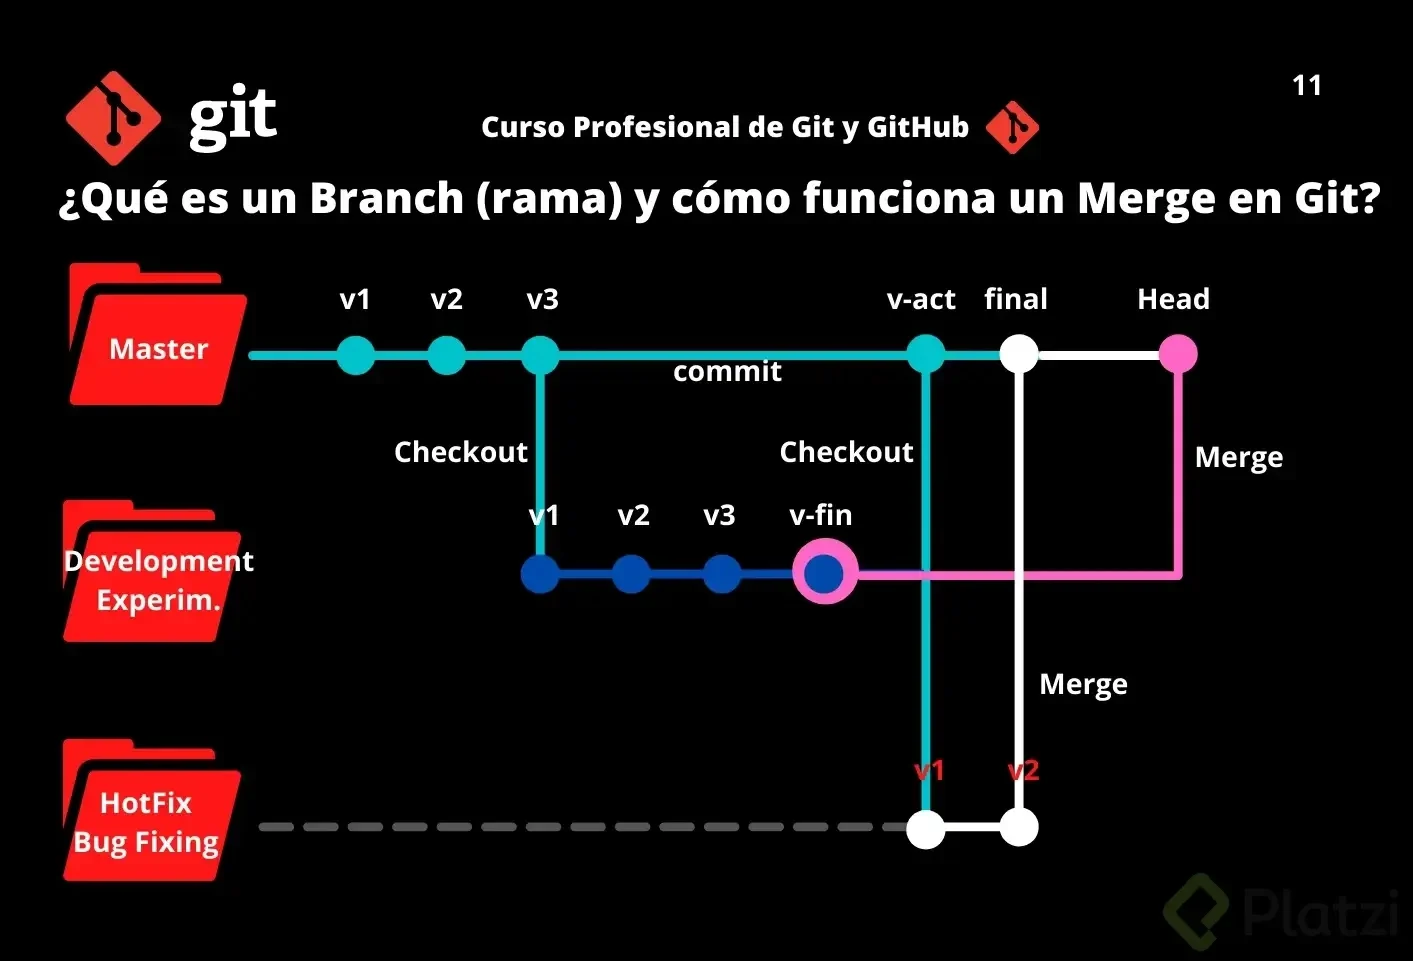 11
git
Curso Profesional de Git y GitHub
¿Qué es un Branch (rama) y cómo funciona un Merge en Git?
v1 v2 v3 v-act final Head
Master
commit
Checkout Checkout Merge
v1 v2 v3 v-fin
Development
Experim.
Merge
v1 v2
HotFix
Bug Fixing
Platzi